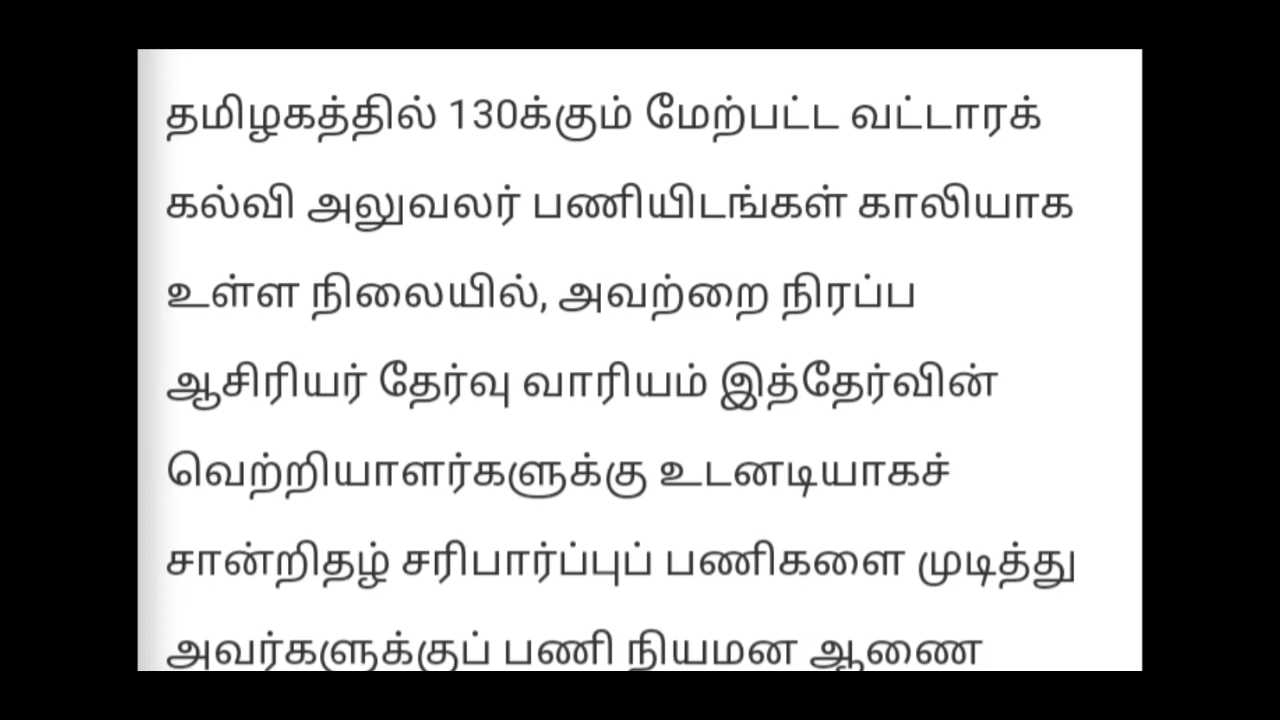 தமிழகத்தில் 130க்கும் மேற்பட்ட வட்டாரக்
கல்வி அலுவலர் பணியிடங்கள் காலியாக
உள்ள நிலையில், அவற்றை நிரப்ப
ஆசிரியர் தேர்வு வாரியம் இத்தேர்வின்
வெற்றியாளர்களுக்கு உடனடியாகச்
சான்றிதழ் சரிபார்ப்புப் பணிகளை முடித்து
அவர்களுக்குப் பணி நியமன ஆணை